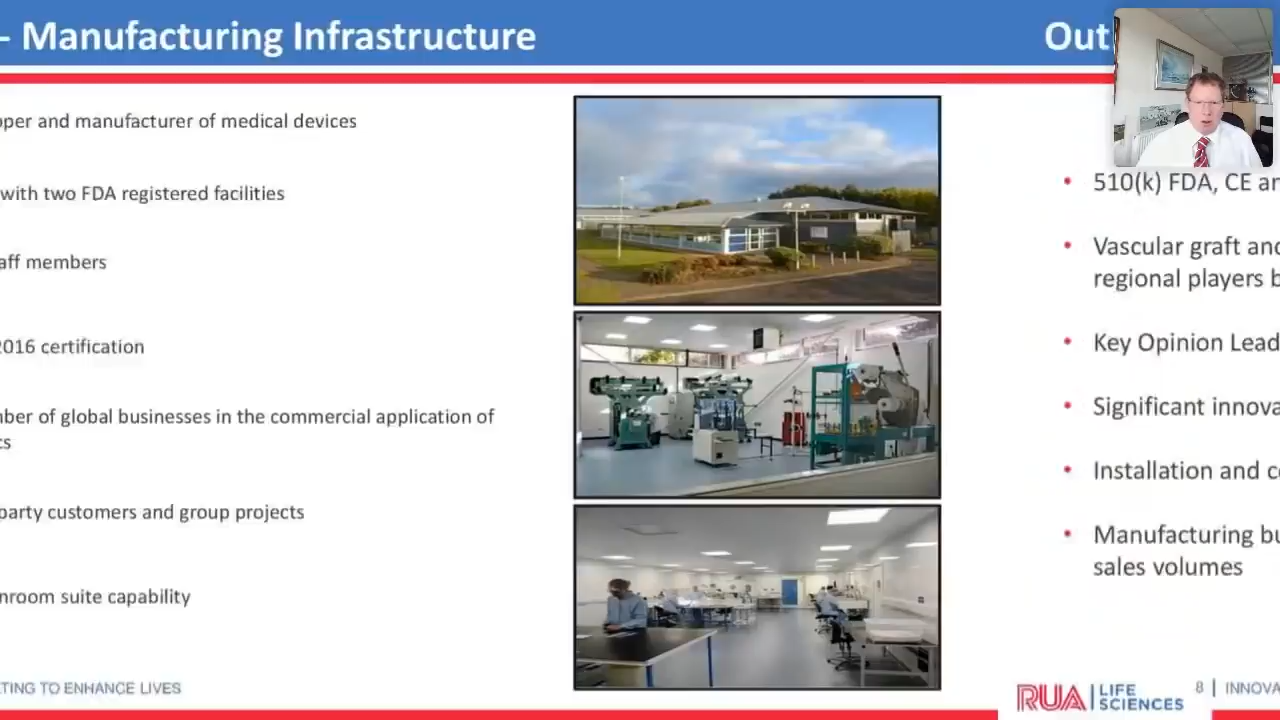 - Manufacturing Infrastructure
oper and manufacturer of medical devices
with two FDA registered facilities
aff members
2016 certification
nber of global businesses in the commercial application of
cs
party customers and group projects
nroom suite capability
TING TO ENHANCE LIVES
Out
• 510(k) FDA, CE an
• Vascular graft and
regional players b
• Key Opinion Lead
• Significant innova
• Installation and c
• Manufacturing bu
sales volumes
RUA | LIFE
SCIENCES
8 | INNOVA